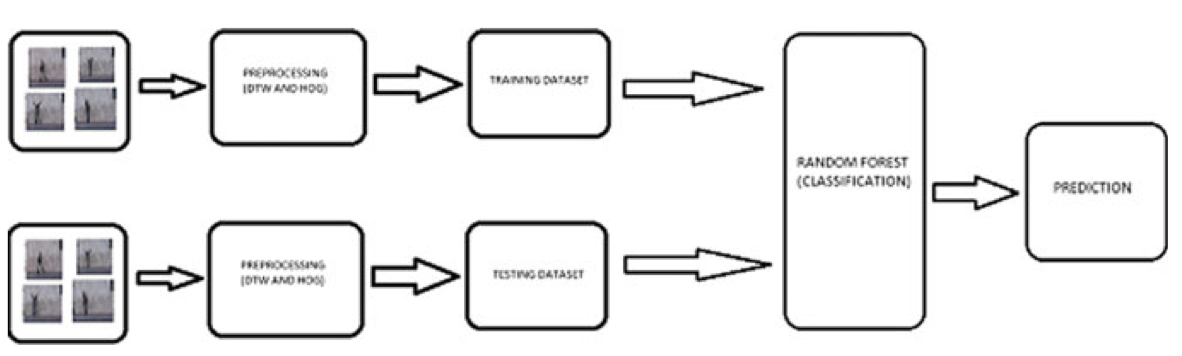 PREPROCESSING
(DTW AND HOG)
TRAINING DATASET
RANDOM FOREST
(CLASSIFICATION)
PREDICTION
PREPROCESSING
(DTW AND HOG)
TESTING DATASET